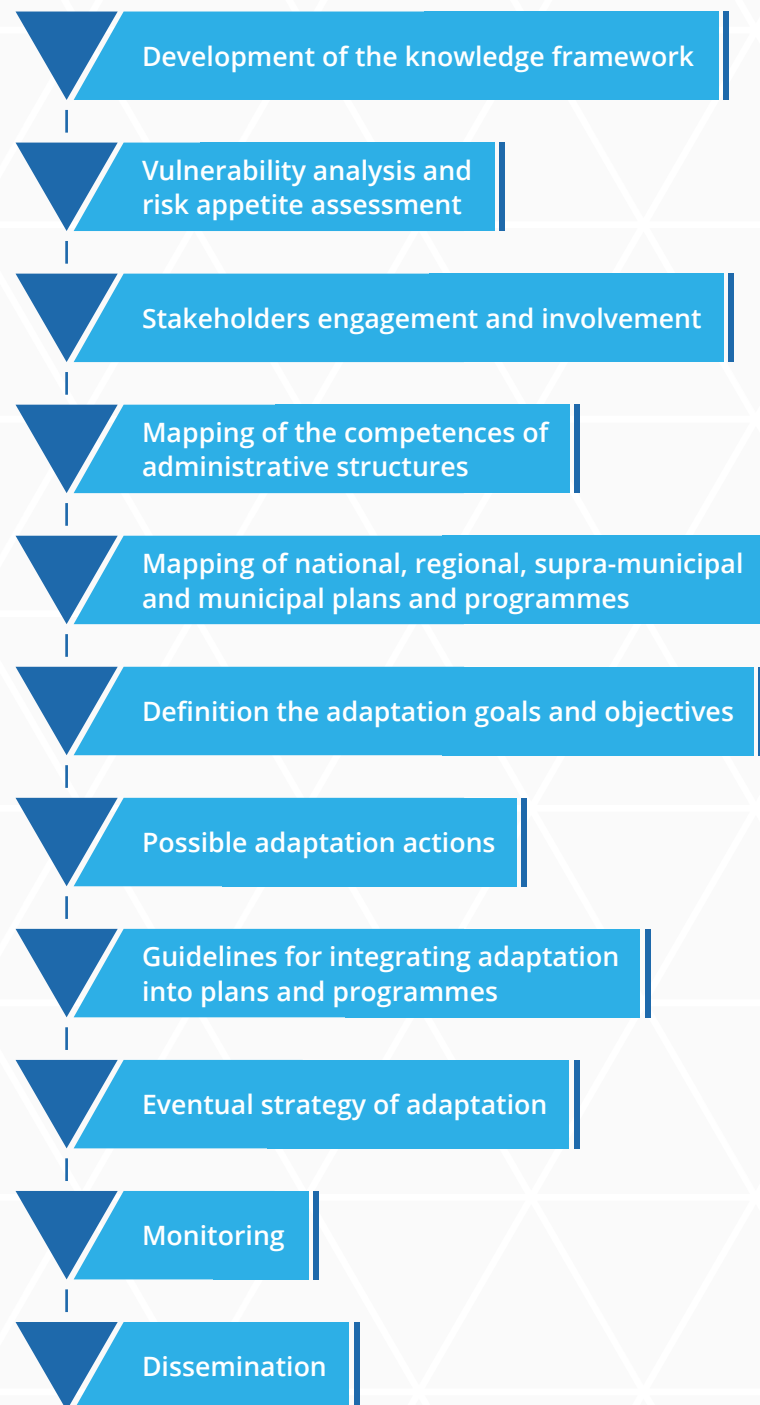 Development of the knowledge framework
Vulnerability analysis and
risk appetite assessment
Stakeholders engagement and involvement
Mapping of the competences of
administrative structures
Mapping of national, regional, supra-municipal
and municipal plans and programmes
Definition the adaptation goals and objectives
Possible adaptation actions
Guidelines for integrating adaptation
into plans and programmes
Eventual strategy of adaptation
Monitoring
Dissemination